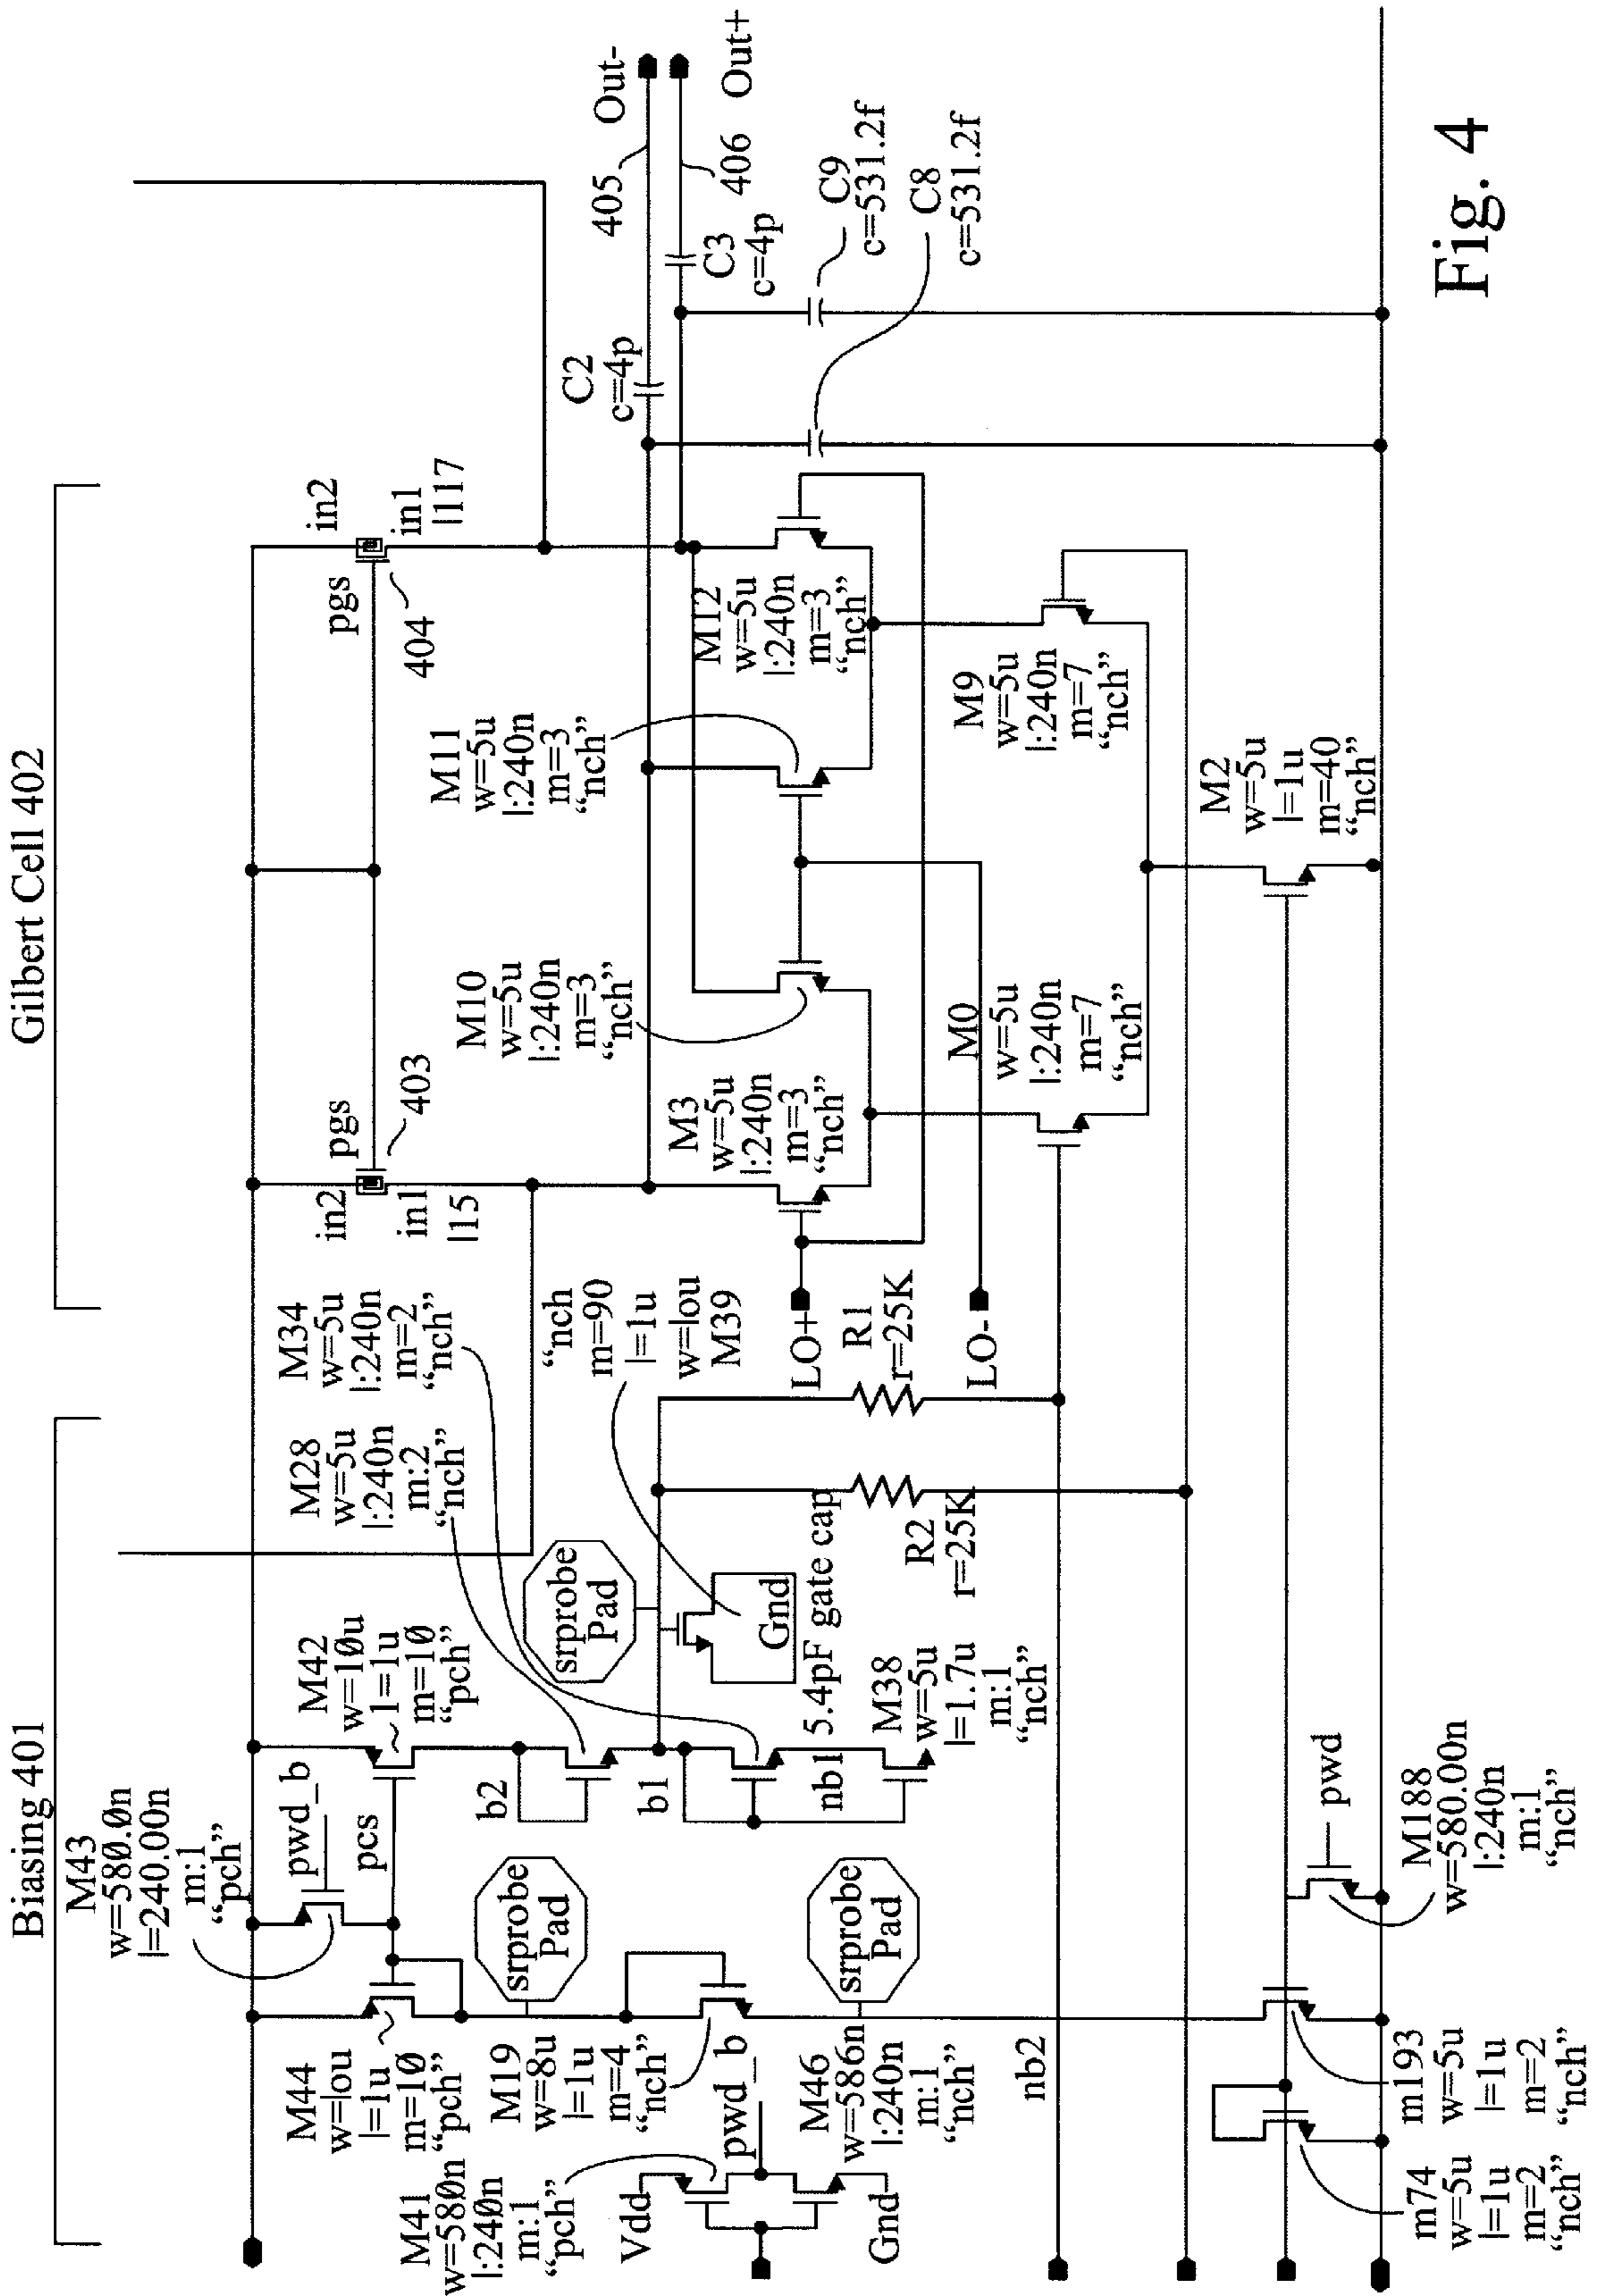 Biasing 401
Gilbert Cell 402
M43
w=580.0n
l=240.00n
m:1
“pch”
pwd_b
pcs
M42
w=10u
1=1u
m=10
“pch”
M28
w=5u
l:240n
m:2
“nch”
M34
w=5u
l:240n
m=2
“nch”
in2
pgs
403
in1
l15
pgs
in2
404
in1
l117
M44
w=lou
l=1u
m=10
“pch”
srprobe
Pad
b2
srprobe
Pad
“nch
m=90
l=1u
w=lou
M39
M10
w=5u
l:240n
m=3
“nch”
M11
w=5u
l:240n
m=3
“nch”
C2
c=4p
405
Out-
Out+
406
C3
c=4p
C9
c=531.2f
C8
c=531.2f
M41
w=580n
l:240n
m:1
“pch”
M19
w=8u
l=1u
m=4
“nch”
b1
M3
w=5u
l:240n
m=3
“nch”
M12
w=5u
l:240n
m=3
“nch”
Vdd
pwd_b
Gnd
nb1
5.4pF gate cap
LO+
R1
r=25K
M46
w=586n
l:240n
m:1
“nch”
srprobe
Pad
M38
w=5u
l=1.7u
m:1
“nch”
R2
r=25K
LO-
M0
w=5u
l:240n
m=7
“nch”
M9
w=5u
l:240n
m=7
“nch”
Gnd
nb2
M2
w=5u
l=1u
m=40
“nch”
pwd
m74
w=5u
l=1u
m=2
“nch”
m193
w=5u
l=1u
m=2
“nch”
M188
w=580.00n
l:240n
m:1
“nch”
Fig. 4